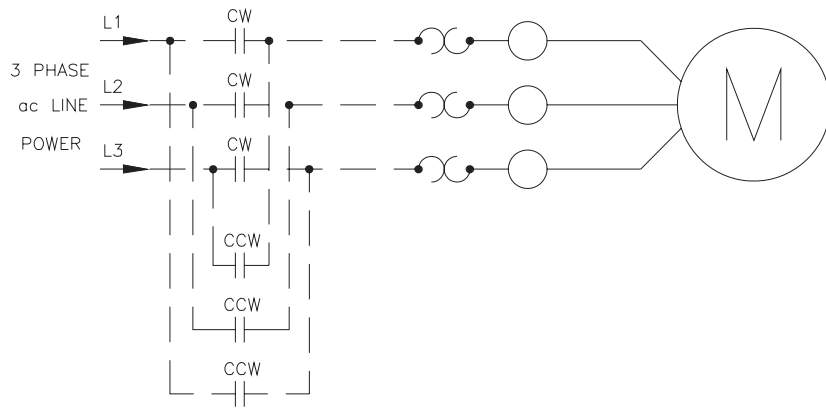 L1
CW
3 PHASE
L2
CW
ac LINE
POWER
L3
CW
M
CCW
CCW
CCW